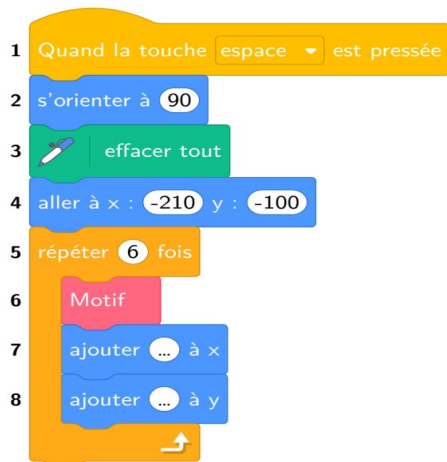 1 Quand la touche espace est pressée
2 s'orienter à 90
3 effacer tout
4 aller à x : -210 y : -100
5 répéter 6 fois
6 Motif
7 ajouter ... à x
8 ajouter ... à y